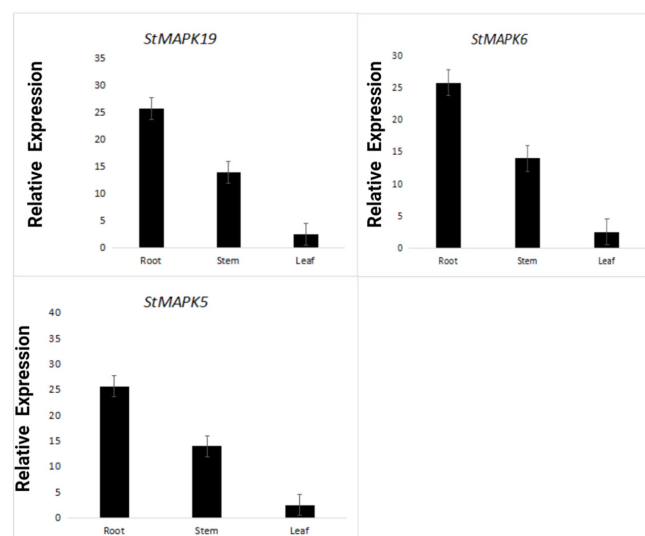 StMAPK19
Relative Expression
35
30
25
20
15
10
5
0
Root Stem Leaf
StMAPK6
Relative Expression
30
25
20
15
10
5
0
Root Stem Leaf
StMAPK5
Relative Expression
40
35
30
25
20
15
10
5
0
Root Stem Leaf